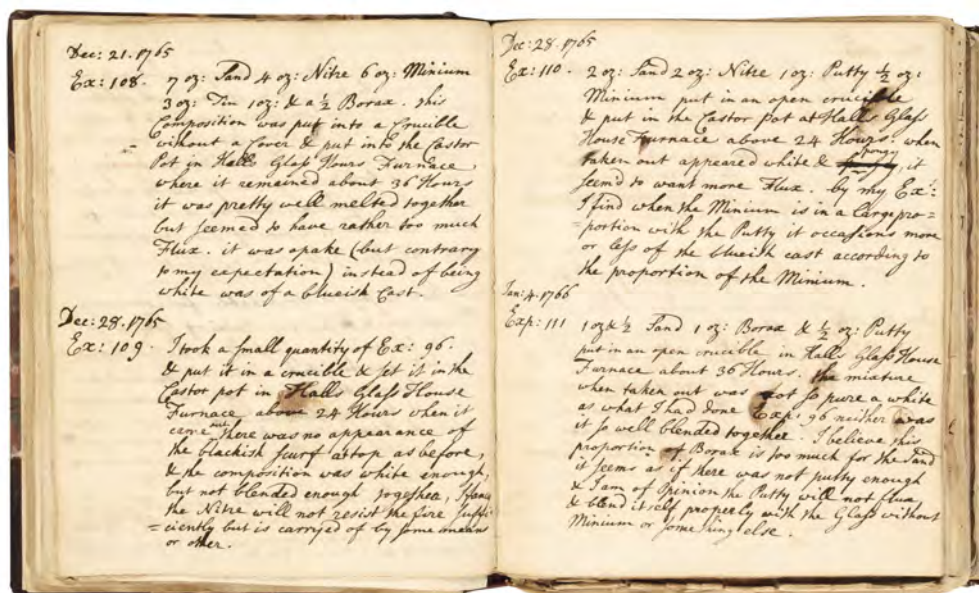 Dec: 21. 1765
Ex: 108. 7 oz: Sand 4 oz: Nitre 6 oz: Minium
3 oz: Tin 1 oz: & a ½ Borax. this
Composition was put into a Crucible
= without a Cover & put into the Castor
Pot in Halls Glass Hours Furnace,
where it remained about 36 Hours
it was pretty well melted together
but seemed to have rather too much
Flux. it was opake (but contrary
to my expectation) instead of being
white was of a blueish Cast.
Dec: 28. 1765
Ex: 109. I took a small quantity of Ex: 96.
& put it in a crucible & set it in the
Castor pot in Halls Glass House
Furnace above 24 Hours when it
came out there was no appearance of
the blackish scurf atop as before,
& the composition was white enough,
but not blended enough together, I fancy
the Nitre will not resist the fire suffi
=ciently but is carryed of by some means
or other.
Dec: 28. 1765
Ex: 110. 2 oz: Sand 2 oz: Nitre 1 oz: Putty ½ oz:
Minium put in an open crucible
& put in the Castor Pot at Halls Glass
House Furnace above 24 Hours: when
taken out appeared white & spongy, it
seem'd to want more Flux. by my Ex:ˢ
I find when the Minium is in a large pro=
=portion with the Putty it occasions more
or less of the blueish cast according to
the proportion of the Minium.
Jan: 4. 1766
Exp: 111 1 oz & ½ Sand 1 oz: Borax & ½ oz: Putty
put in an open crucible in Halls Glass House
Furnace about 36 Hours. the mixture
when taken out was not so pure a white
as what I had done Exp: 96 neither was
it so well blended together. I believe this
proportion of Borax is too much for the Sand
it seems as if there was not putty enough
& I am of Opinion the Putty will not flux,
& blend it self properly with the Glass without
Minium or something else.